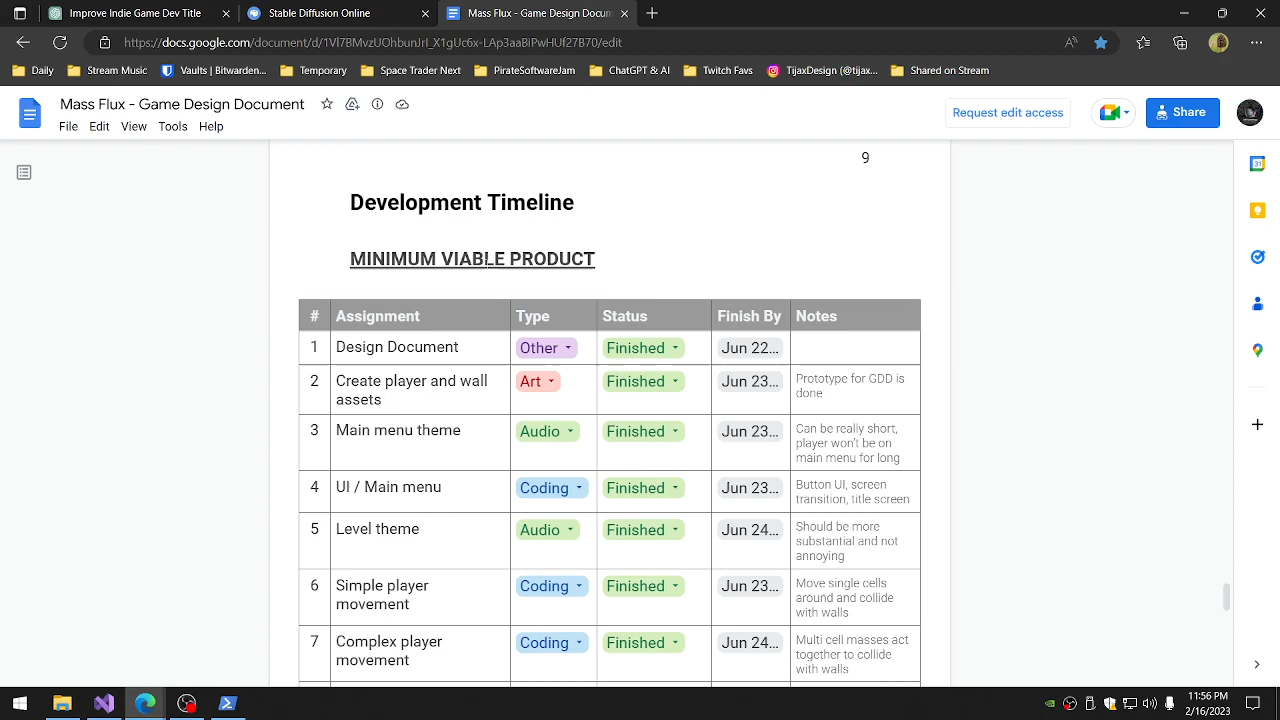 Improve Indie Game Dev Title
Stable Diffusion Online
Mass Flux - Game Design Docum
https://docs.google.com/document/d/1Vl7BMvzUOhbunJrI_X1gUc6x-LAp3aaBiPwHUf27B70/edit
Daily
Stream Music
Vaults | Bitwarden...
Temporary
Space Trader Next
PirateSoftwareJam
ChatGPT & AI
Twitch Favs
TijaxDesign (@tijax...
Shared on Stream
Mass Flux - Game Design Document
File Edit View Tools Help
Request edit access
Share
9
Development Timeline
MINIMUM VIABLE PRODUCT
# Assignment Type Status Finish By Notes
1 Design Document Other Finished Jun 22...
2 Create player and wall assets Art Finished Jun 23... Prototype for GDD is done
3 Main menu theme Audio Finished Jun 23... Can be really short, player won't be on main menu for long
4 UI / Main menu Coding Finished Jun 23... Button UI, screen transition, title screen
5 Level theme Audio Finished Jun 24... Should be more substantial and not annoying
6 Simple player movement Coding Finished Jun 23... Move single cells around and collide with walls
7 Complex player movement Coding Finished Jun 24... Multi cell masses act together to collide with walls
11:56 PM
2/16/2023